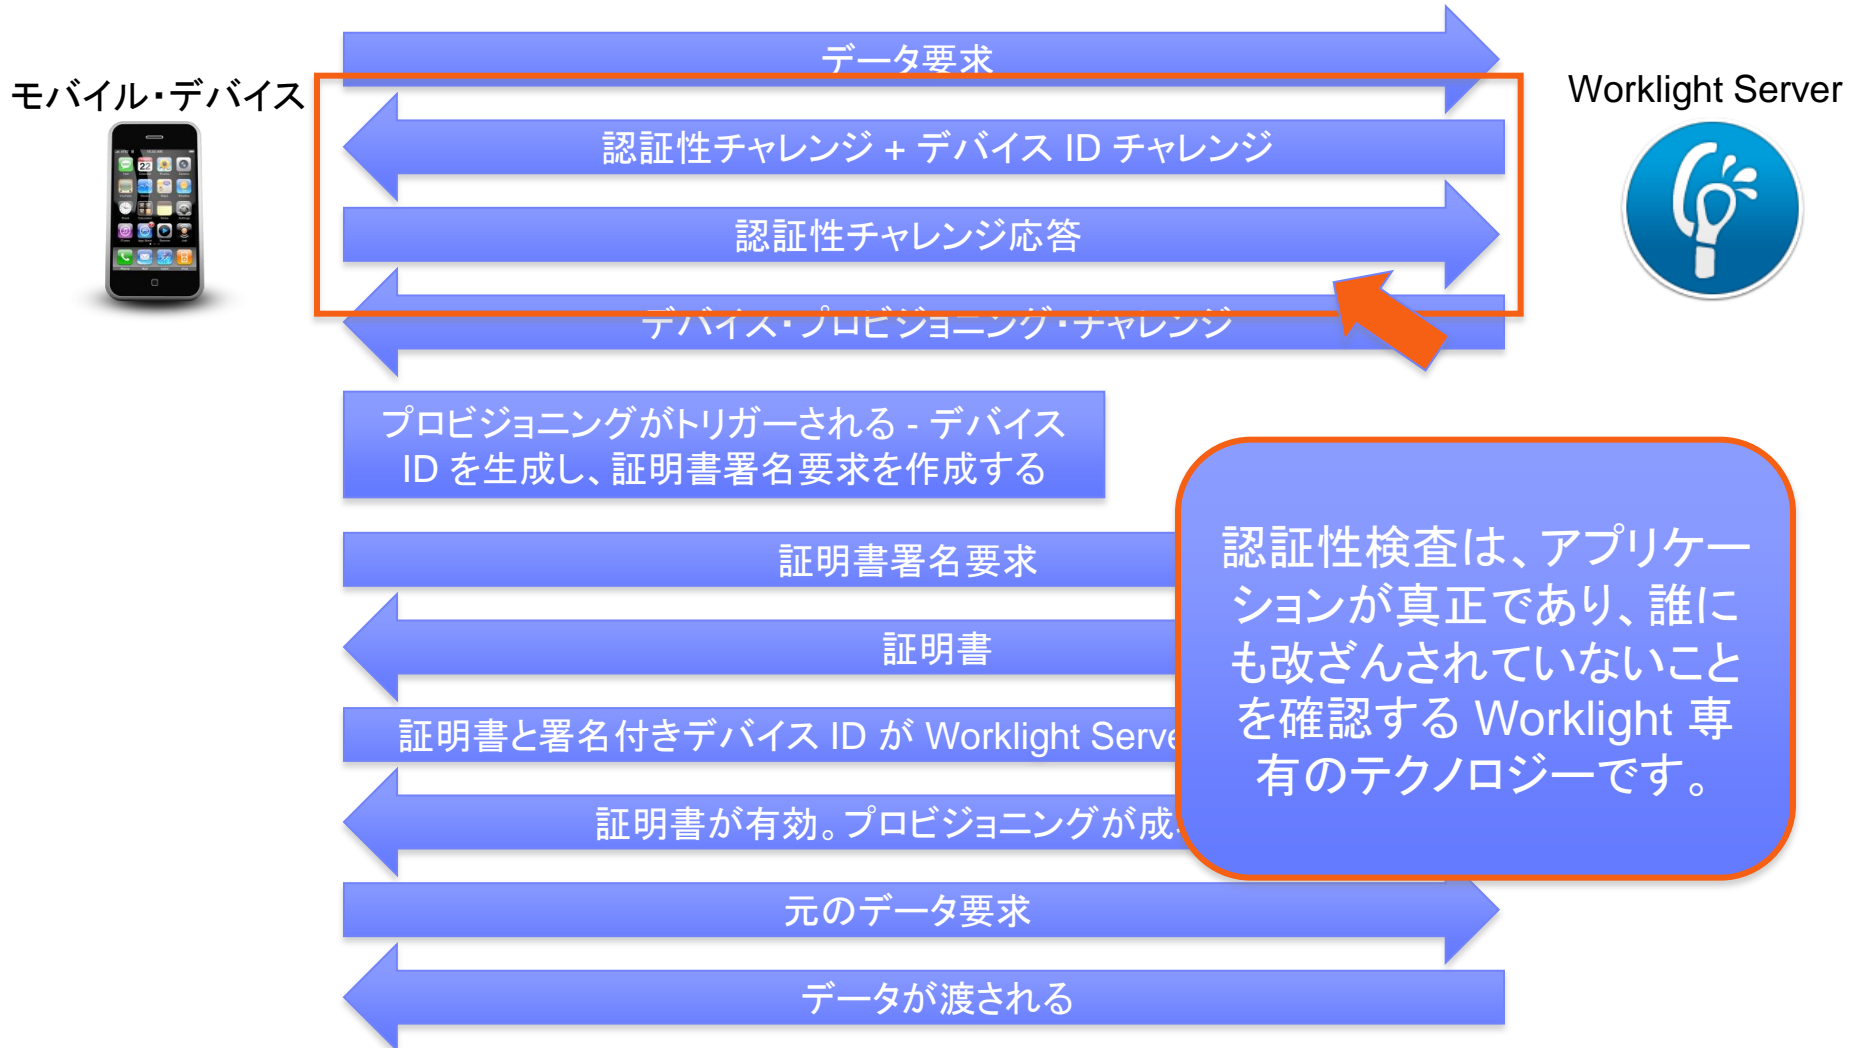 データ要求
モバイル・デバイス
Worklight Server
認証性チャレンジ + デバイス ID チャレンジ
認証性チャレンジ応答
デバイス・プロビジョニング・チャレンジ
プロビジョニングがトリガーされる - デバイス
ID を生成し、証明書署名要求を作成する
証明書署名要求
証明書
証明書と署名付きデバイス ID が Worklight Serve
証明書が有効。プロビジョニングが成
元のデータ要求
データが渡される
認証性検査は、アプリケー
ションが真正であり、誰に
も改ざんされていないこと
を確認する Worklight 専
有のテクノロジーです。